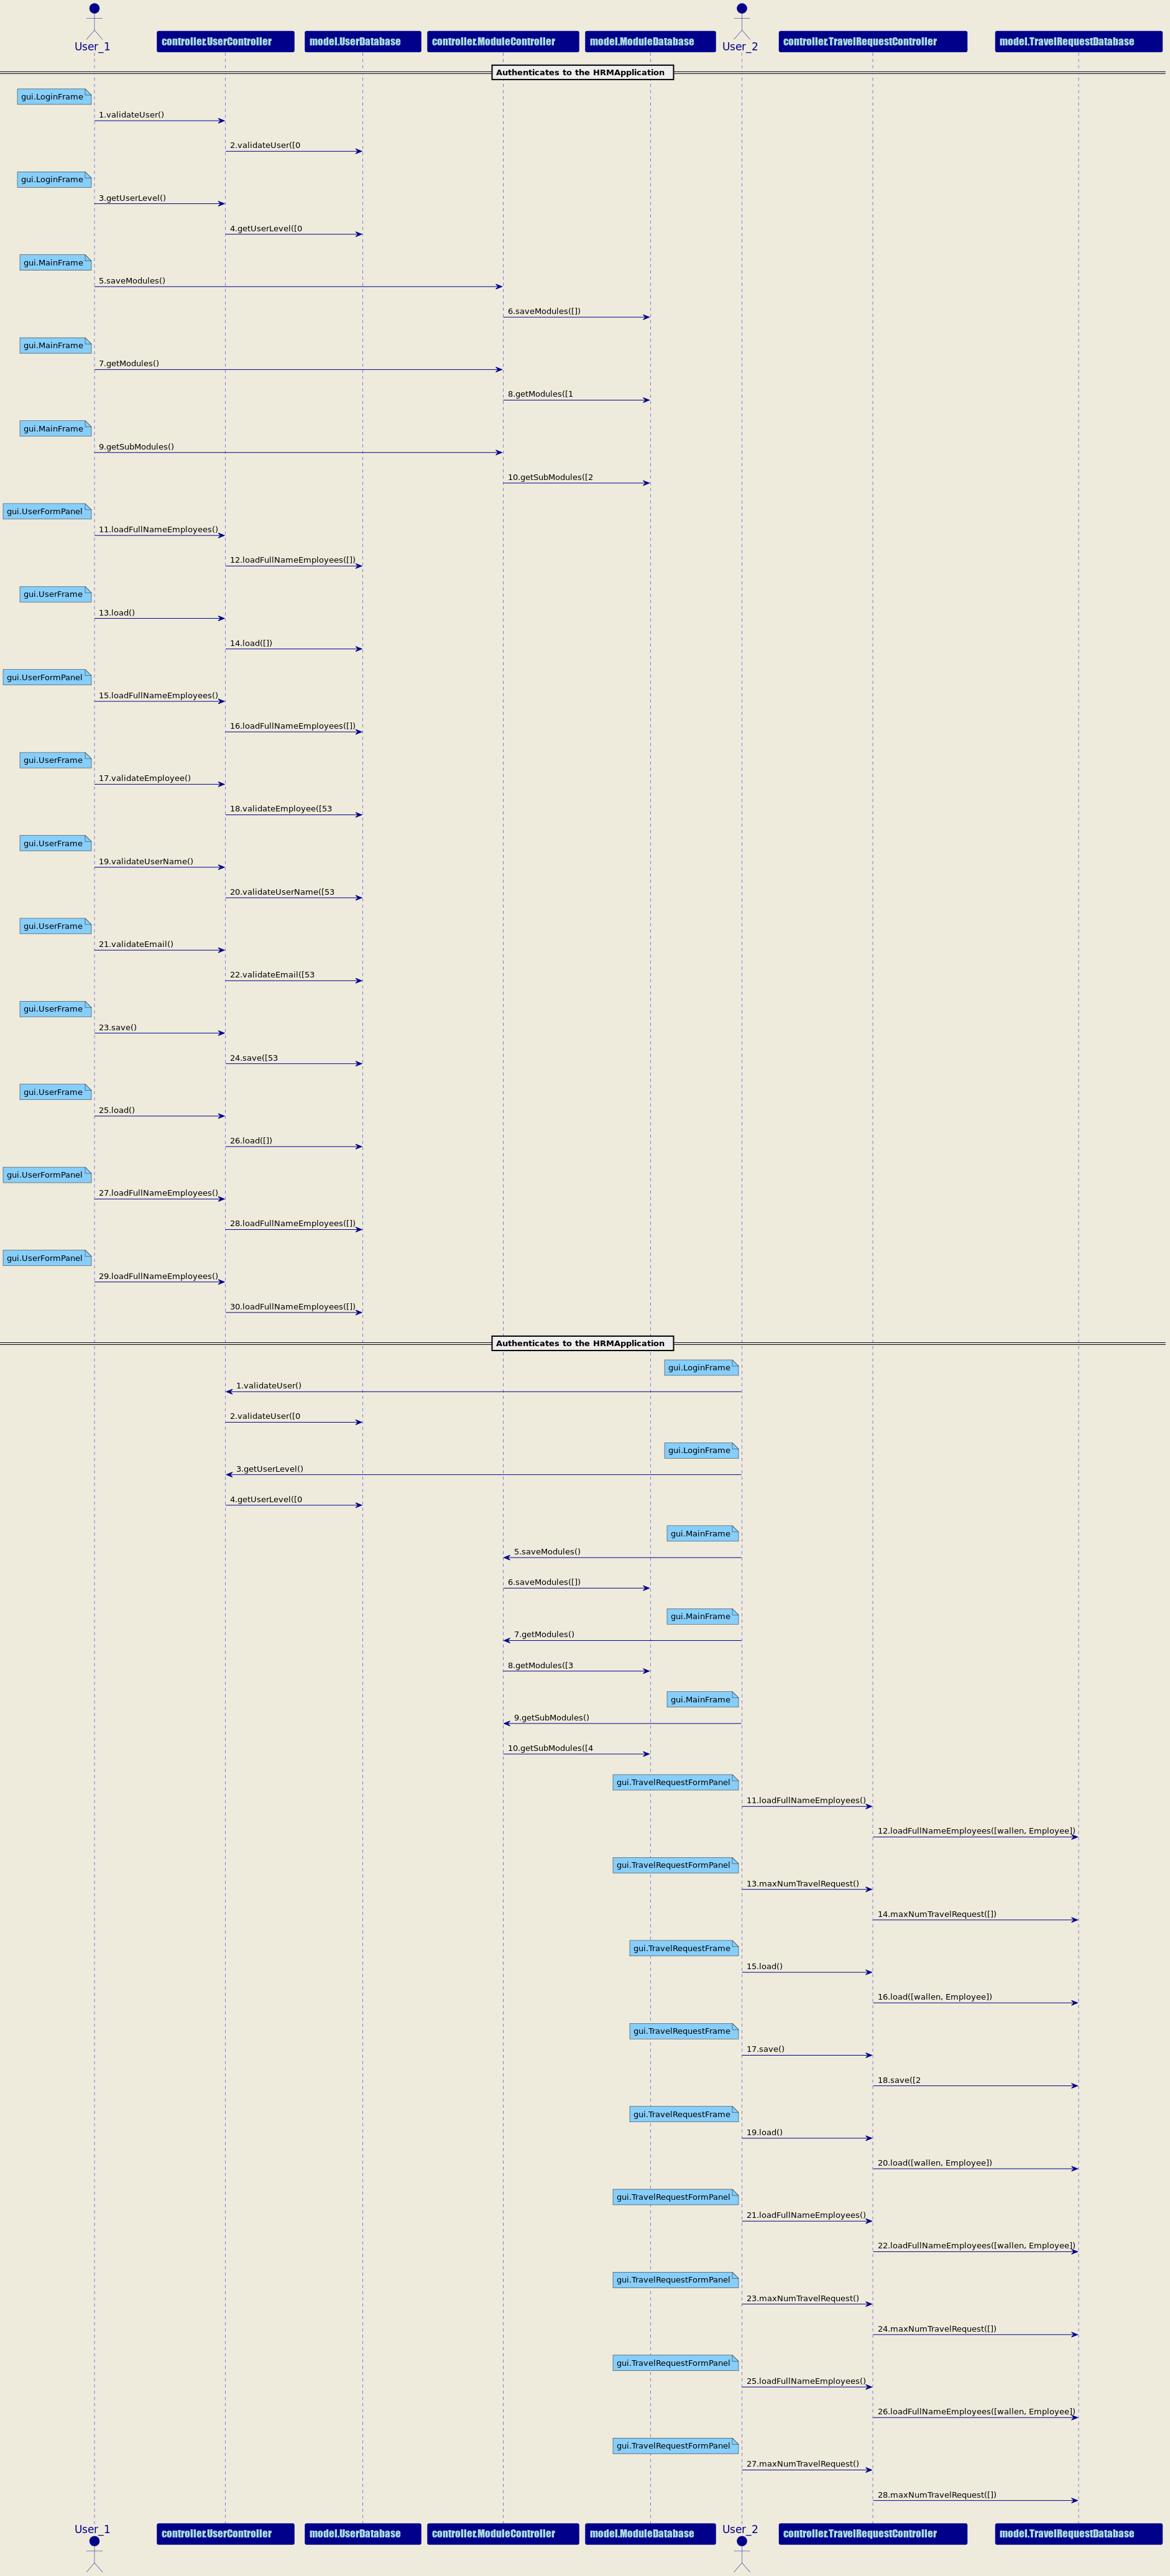 User_1
controller.UserController
model.UserDatabase
controller.ModuleController
model.ModuleDatabase
User_2
controller.TravelRequestController
model.TravelRequestDatabase
Authenticates to the HRMApplication
gui.LoginFrame
1.validateUser()
2.validateUser([0
gui.LoginFrame
3.getUserLevel()
4.getUserLevel([0
gui.MainFrame
5.saveModules()
6.saveModules([])
gui.MainFrame
7.getModules()
8.getModules([1
gui.MainFrame
9.getSubModules()
10.getSubModules([2
gui.UserFormPanel
11.loadFullNameEmployees()
12.loadFullNameEmployees([])
gui.UserFrame
13.load()
14.load([])
gui.UserFormPanel
15.loadFullNameEmployees()
16.loadFullNameEmployees([])
gui.UserFrame
17.validateEmployee()
18.validateEmployee([53
gui.UserFrame
19.validateUserName()
20.validateUserName([53
gui.UserFrame
21.validateEmail()
22.validateEmail([53
gui.UserFrame
23.save()
24.save([53
gui.UserFrame
25.load()
26.load([])
gui.UserFormPanel
27.loadFullNameEmployees()
28.loadFullNameEmployees([])
gui.UserFormPanel
29.loadFullNameEmployees()
30.loadFullNameEmployees([])
Authenticates to the HRMApplication
gui.LoginFrame
1.validateUser()
2.validateUser([0
gui.LoginFrame
3.getUserLevel()
4.getUserLevel([0
gui.MainFrame
5.saveModules()
6.saveModules([])
gui.MainFrame
7.getModules()
8.getModules([3
gui.MainFrame
9.getSubModules()
10.getSubModules([4
gui.TravelRequestFormPanel
11.loadFullNameEmployees()
12.loadFullNameEmployees([wallen, Employee])
gui.TravelRequestFormPanel
13.maxNumTravelRequest()
14.maxNumTravelRequest([])
gui.TravelRequestFrame
15.load()
16.load([wallen, Employee])
gui.TravelRequestFrame
17.save()
18.save([2
gui.TravelRequestFrame
19.load()
20.load([wallen, Employee])
gui.TravelRequestFormPanel
21.loadFullNameEmployees()
22.loadFullNameEmployees([wallen, Employee])
gui.TravelRequestFormPanel
23.maxNumTravelRequest()
24.maxNumTravelRequest([])
gui.TravelRequestFormPanel
25.loadFullNameEmployees()
26.loadFullNameEmployees([wallen, Employee])
gui.TravelRequestFormPanel
27.maxNumTravelRequest()
28.maxNumTravelRequest([])
User_1
controller.UserController
model.UserDatabase
controller.ModuleController
model.ModuleDatabase
User_2
controller.TravelRequestController
model.TravelRequestDatabase